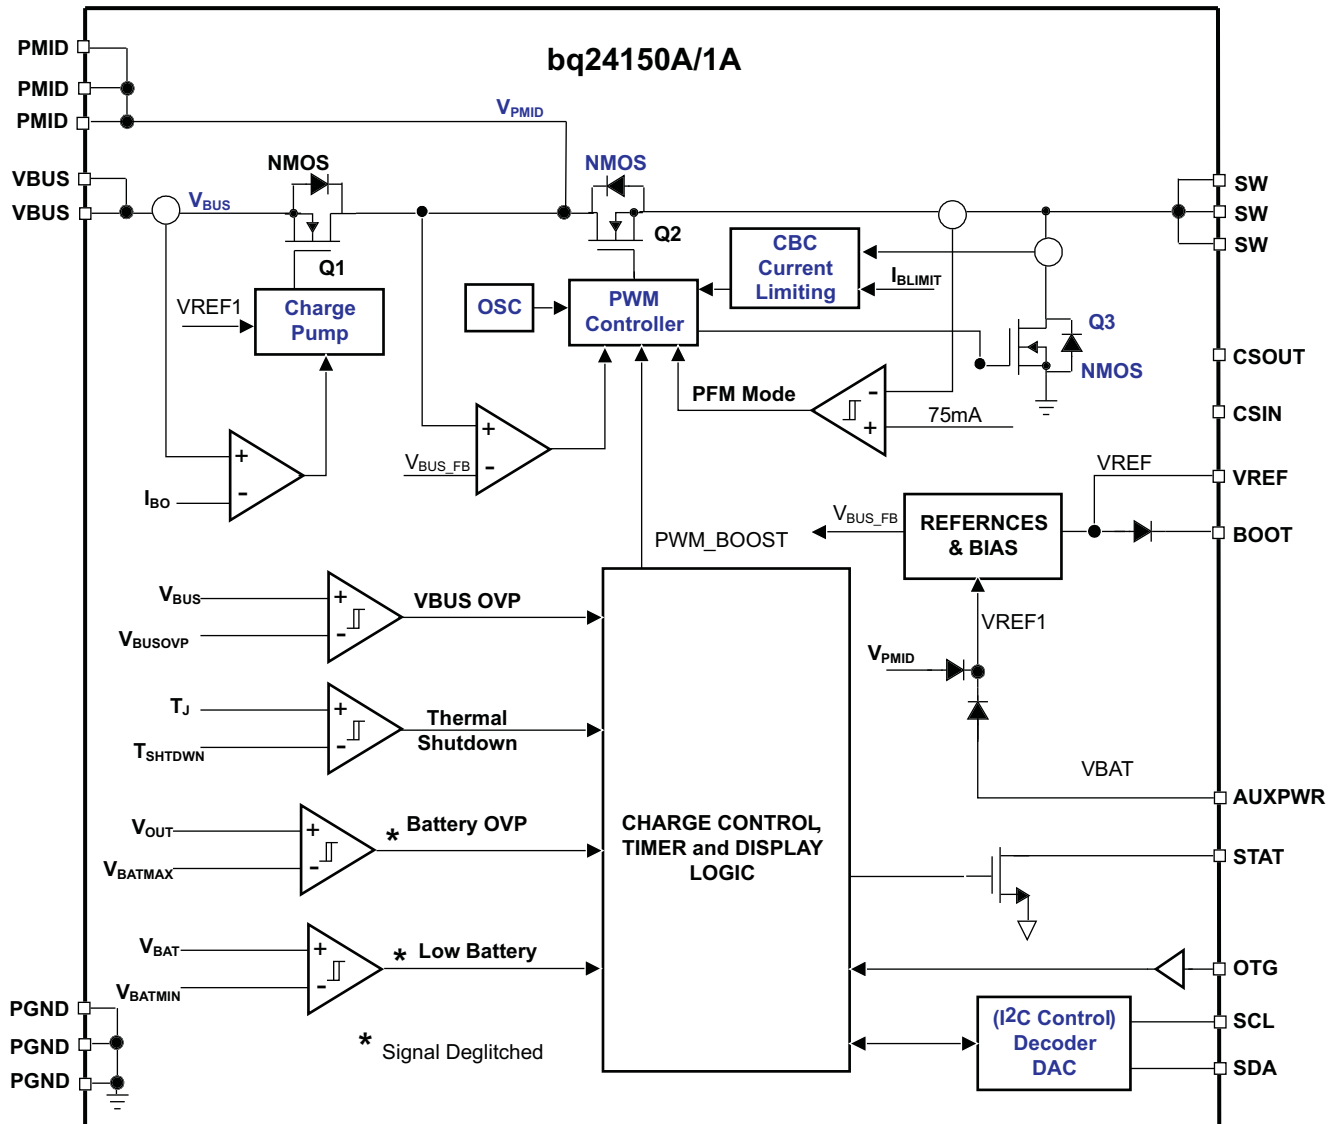 bq24150A/1A
PMID
PMID
PMID
VBUS
VBUS
VPMID
NMOS
VBUS
Q1
NMOS
Q2
SW
SW
SW
CBC
Current
Limiting
IBLIMIT
VREF1
Charge
Pump
OSC
PWM
Controller
Q3
NMOS
CSOUT
CSIN
PFM Mode
-
+
75mA
+
-
VBUS_FB
+
-
IBO
VREF
VREF
BOOT
VBUS_FB
REFERNCES
& BIAS
PWM_BOOST
VREF1
VPMID
VBAT
AUXPWR
VBUS
VBUSOVP
+
-
VBUS OVP
TJ
TSHTDWN
+
-
Thermal
Shutdown
VOUT
VBATMAX
+
-
* Battery OVP
VBAT
VBATMIN
+
-
* Low Battery
CHARGE CONTROL,
TIMER and DISPLAY
LOGIC
STAT
OTG
(I2C Control)
Decoder
DAC
SCL
SDA
PGND
PGND
PGND
* Signal Deglitched